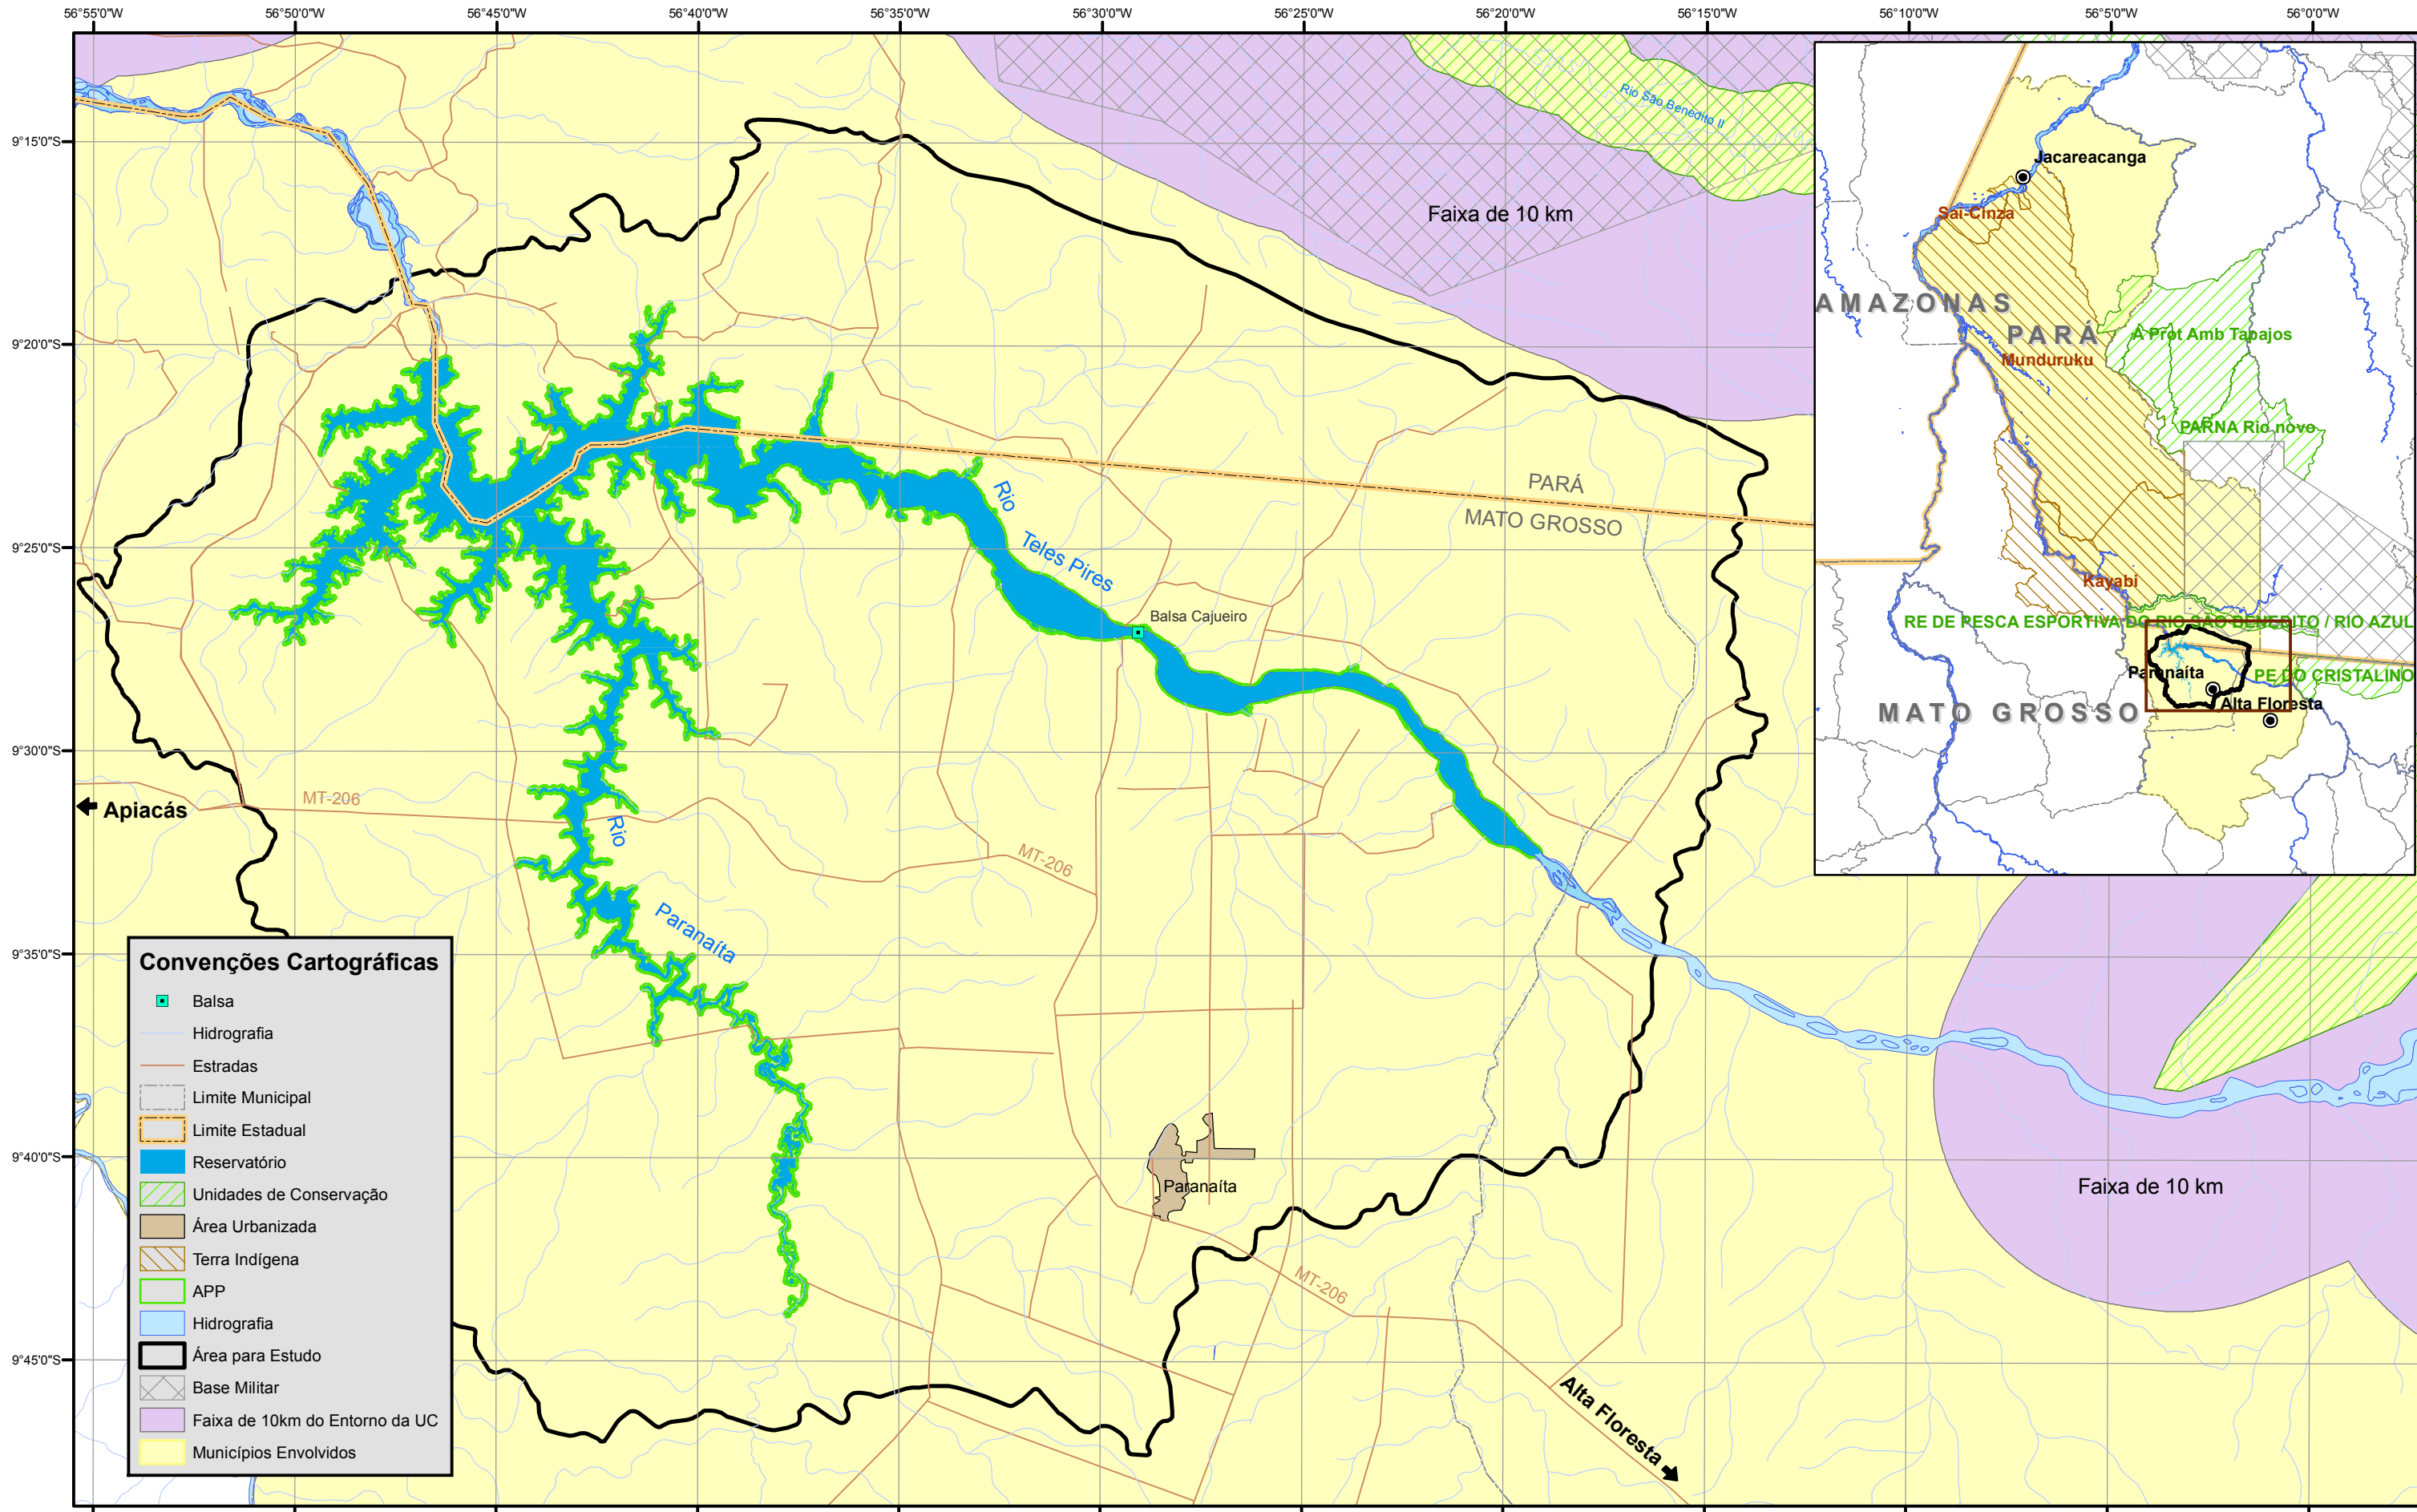 56°55'0"W
56°50'0"W
56°45'0"W
56°40'0"W
56°35'0"W
56°30'0"W
56°25'0"W
56°20'0"W
56°15'0"W
56°10'0"W
56°5'0"W
56°0'0"W
9°15'0"S
9°20'0"S
9°25'0"S
9°30'0"S
9°35'0"S
9°40'0"S
9°45'0"S
Rio São Benedito II
Faixa de 10 km
PARÁ
MATO GROSSO
Rio
Teles Pires
Balsa Cajueiro
Apiacás
MT-206
Rio
MT-206
Paranaíta
Paranaíta
MT-206
Alta Floresta
Faixa de 10 km
Jacareacanga
Sai-Cinza
AMAZONAS
PARÁ
A Prot Amb Tapajos
Munduruku
PARNA Rio novo
Kayabi
RE DE PESCA ESPORTIVA DO RIO SÃO BENEDITO / RIO AZUL
Paranaíta
PE DO CRISTALINO
Alta Floresta
MATO GROSSO
Convenções Cartográficas
Balsa
Hidrografia
Estradas
Limite Municipal
Limite Estadual
Reservatório
Unidades de Conservação
Área Urbanizada
Terra Indígena
APP
Hidrografia
Área para Estudo
Base Militar
Faixa de 10km do Entorno da UC
Municípios Envolvidos